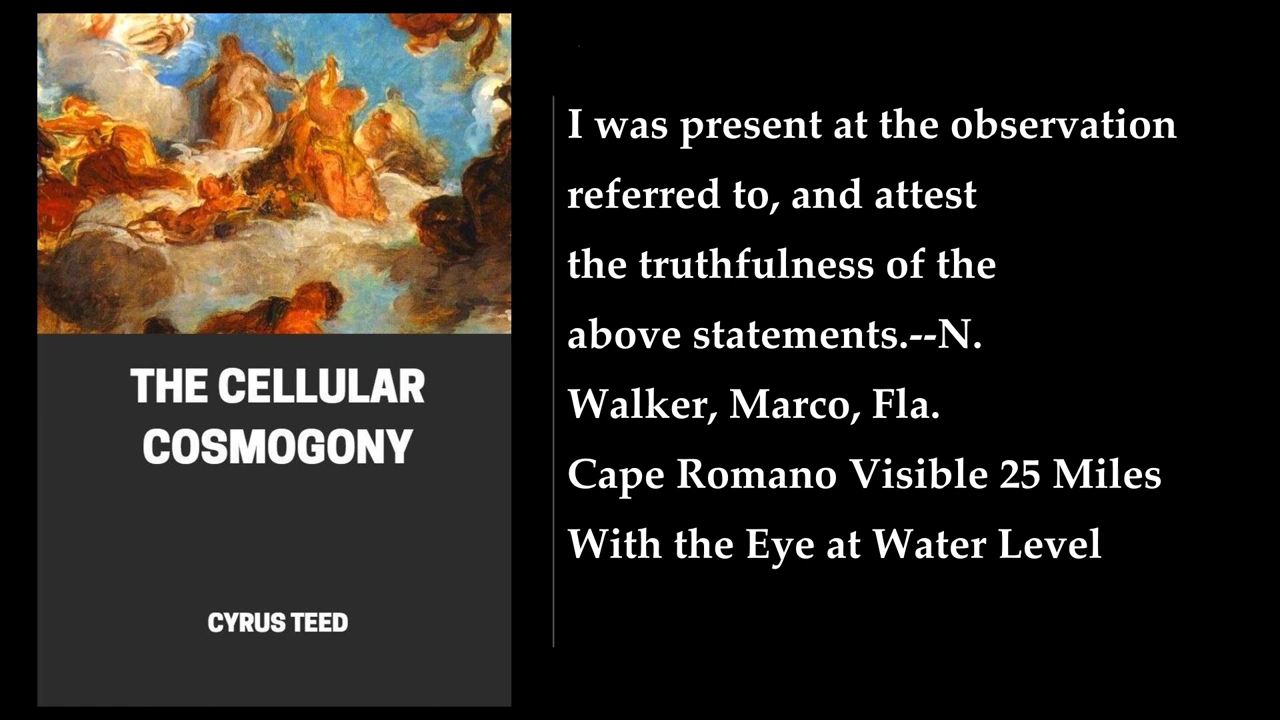 THE CELLULAR
COSMOGONY
CYRUS TEED
I was present at the observation
referred to, and attest
the truthfulness of the
above statements.--N.
Walker, Marco, Fla.
Cape Romano Visible 25 Miles
With the Eye at Water Level